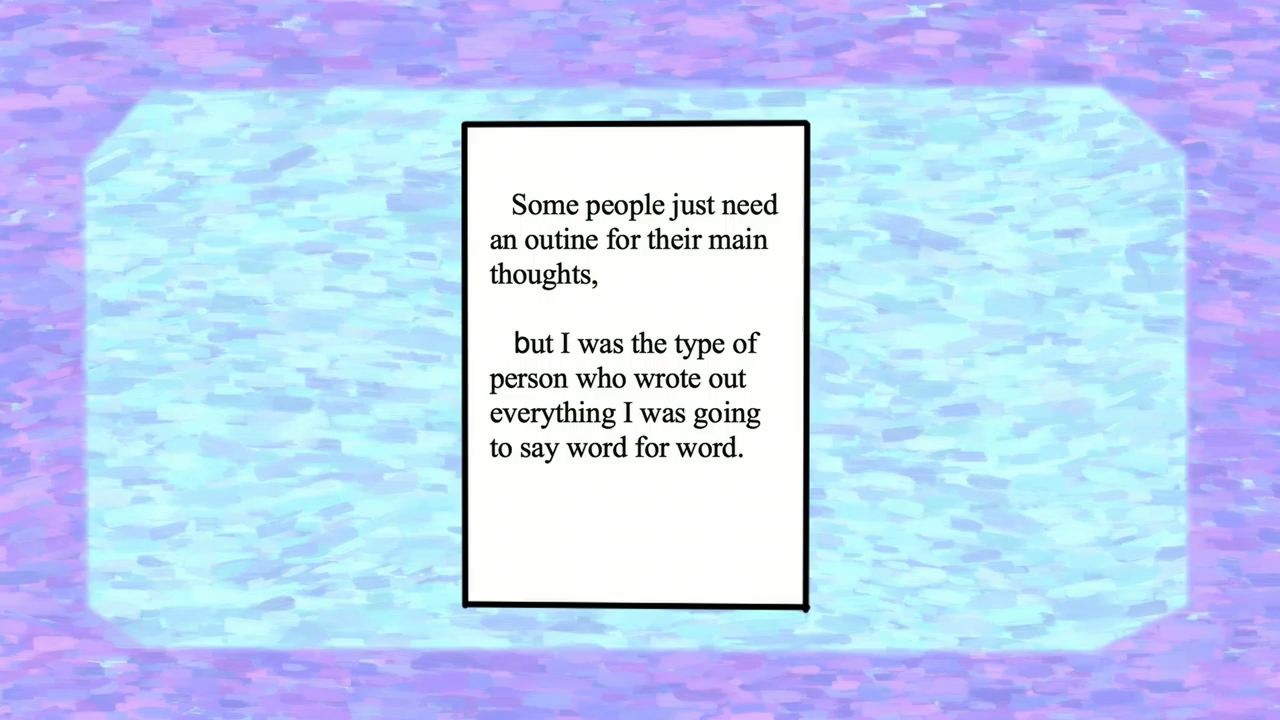 Some people just need
an outine for their main
thoughts,
but I was the type of
person who wrote out
everything I was going
to say word for word.